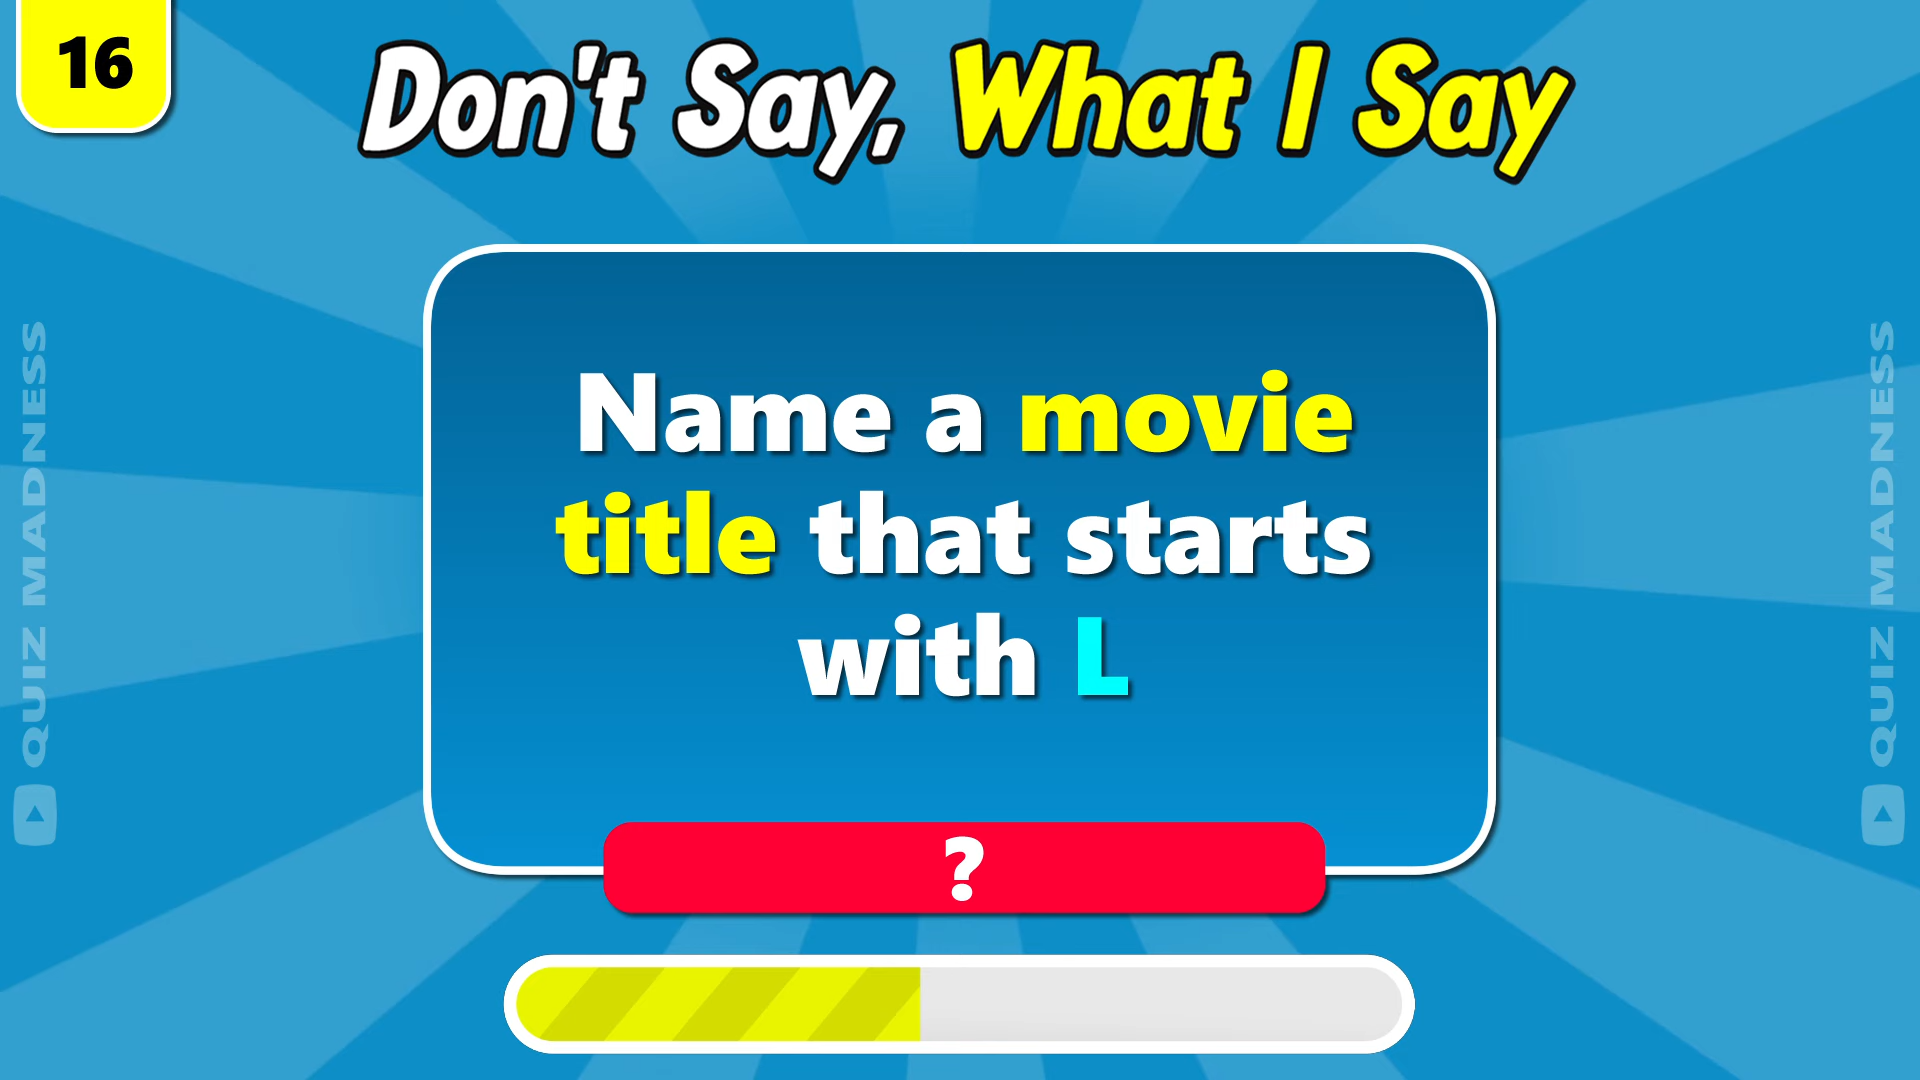 16
Don't Say, What I Say
Name a movie
title that starts
with L
?
QUIZ MADNESS
QUIZ MADNESS